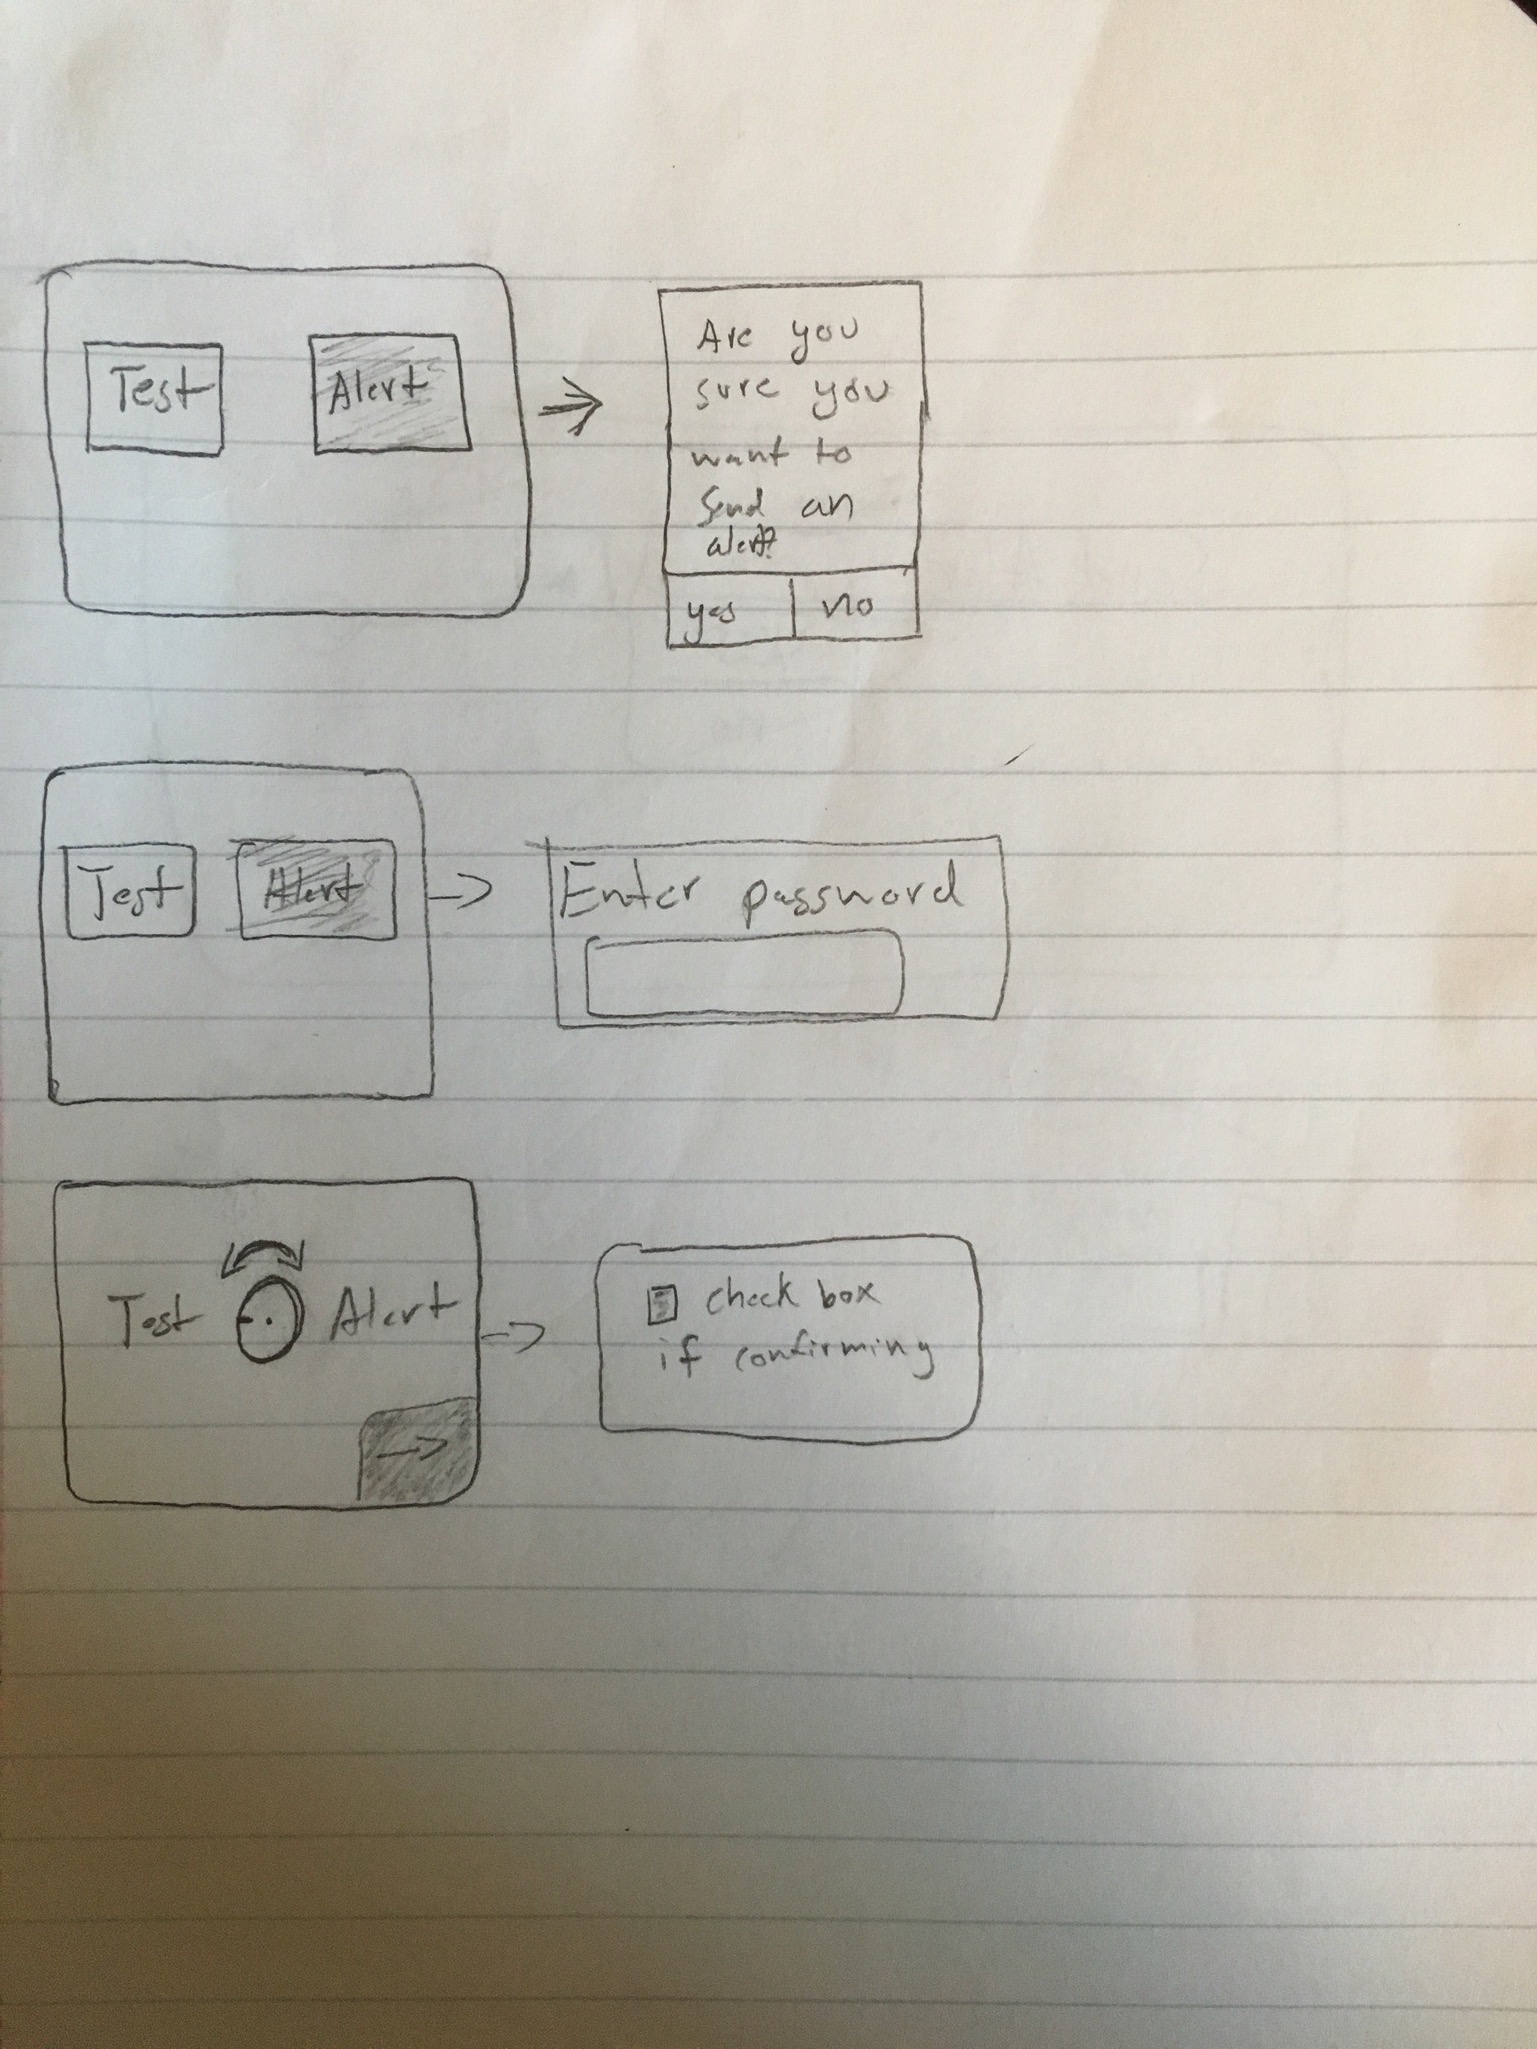 Test
Alert
Are you
sure you
want to
Send an
alert?
yes
no
Test
Alert
Enter password
Test
Alert
check box
if confirming